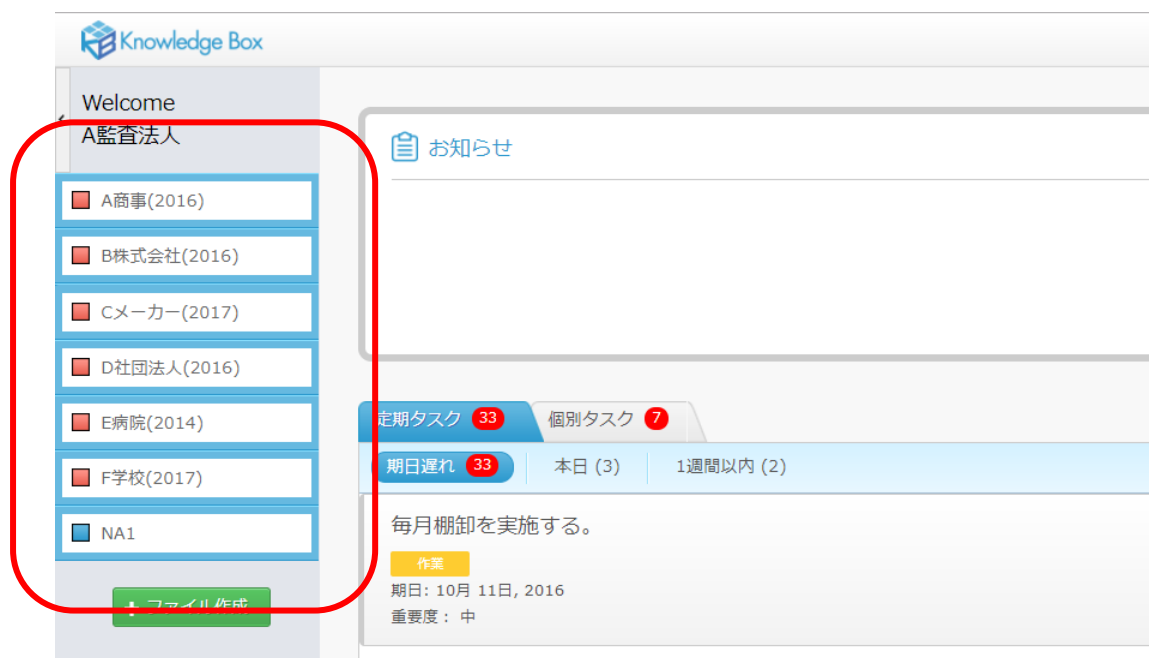 Knowledge Box
Welcome
A監査法人
A商事(2016)
B株式会社(2016)
Cメーカー(2017)
D社団法人(2016)
E病院(2014)
F学校(2017)
NA1
+ ファイル作成
お知らせ
定期タスク 33 個別タスク 7
期日遅れ 33 本日 (3) 1週間以内 (2)
毎月棚卸を実施する。
作業
期日: 10月 11日, 2016
重要度： 中